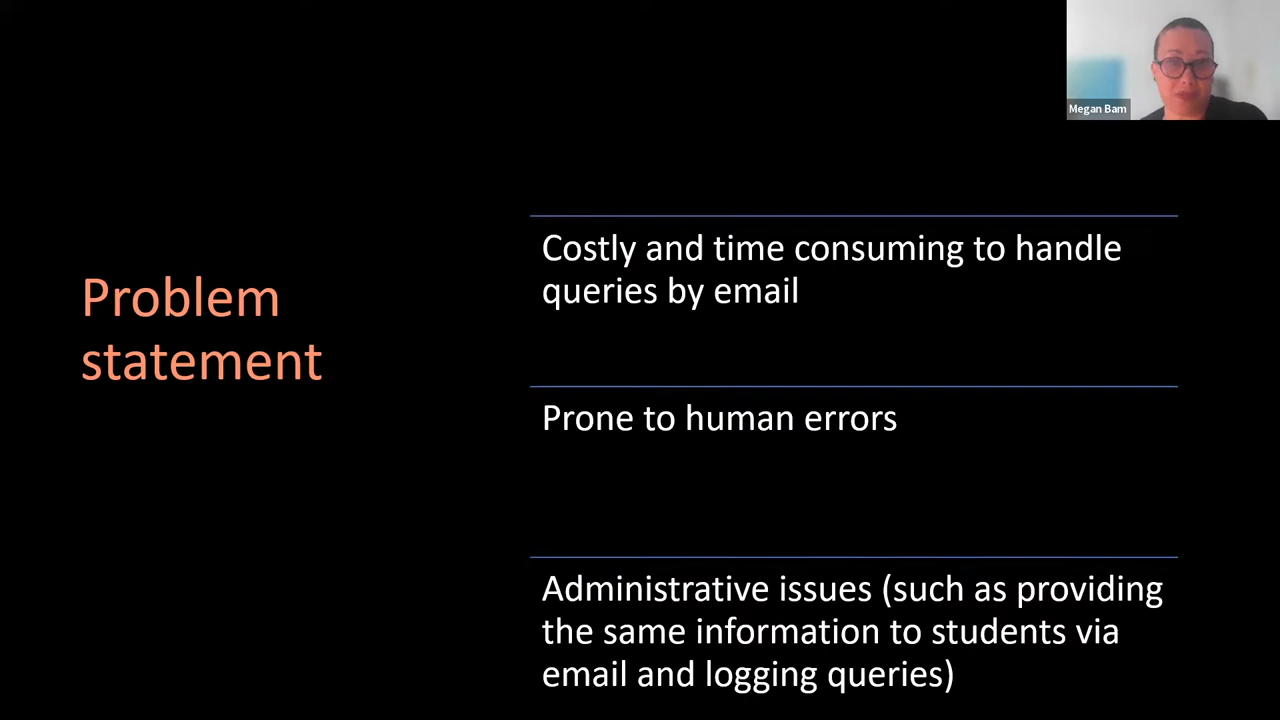 Megan Bam
Problem
statement
Costly and time consuming to handle
queries by email
Prone to human errors
Administrative issues (such as providing
the same information to students via
email and logging queries)